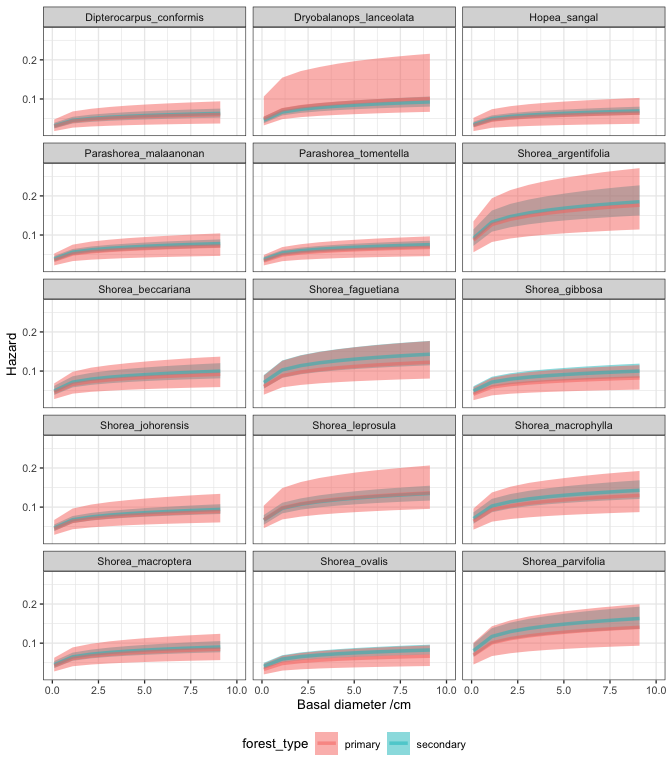 Dipterocarpus_conformis Dryobalanops_lanceolata Hopea_sangal
0.2
0.1
Parashorea_malaanonan Parashorea_tomentella Shorea_argentifolia
0.2
0.1
Shorea_beccariana Shorea_faguetiana Shorea_gibbosa
0.2
0.1
Hazard
Shorea_johorensis Shorea_leprosula Shorea_macrophylla
0.2
0.1
Shorea_macroptera Shorea_ovalis Shorea_parvifolia
0.2
0.1
0.0 2.5 5.0 7.5 10.0 0.0 2.5 5.0 7.5 10.0 0.0 2.5 5.0 7.5 10.0
Basal diameter /cm
forest_type primary secondary